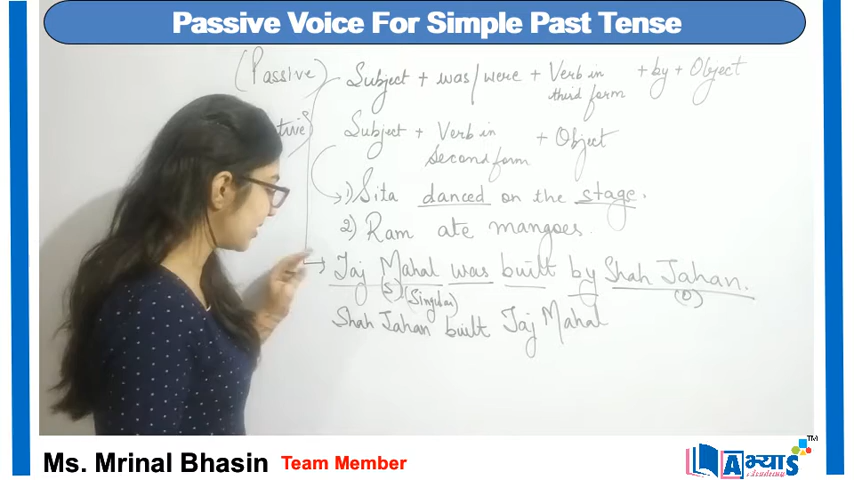 Passive Voice For Simple Past Tense
(Passive) Subject + was/were + Verb in third form + by + Object
Subject + Verb in Second form + Object
1) Sita danced on the stage.
2) Ram ate mangoes.
Taj Mahal was built by Shah Jahan.
(S) (Singular) (O)
Shah Jahan built Taj Mahal
Ms. Mrinal Bhasin Team Member
Aभ्याS TM
Academy